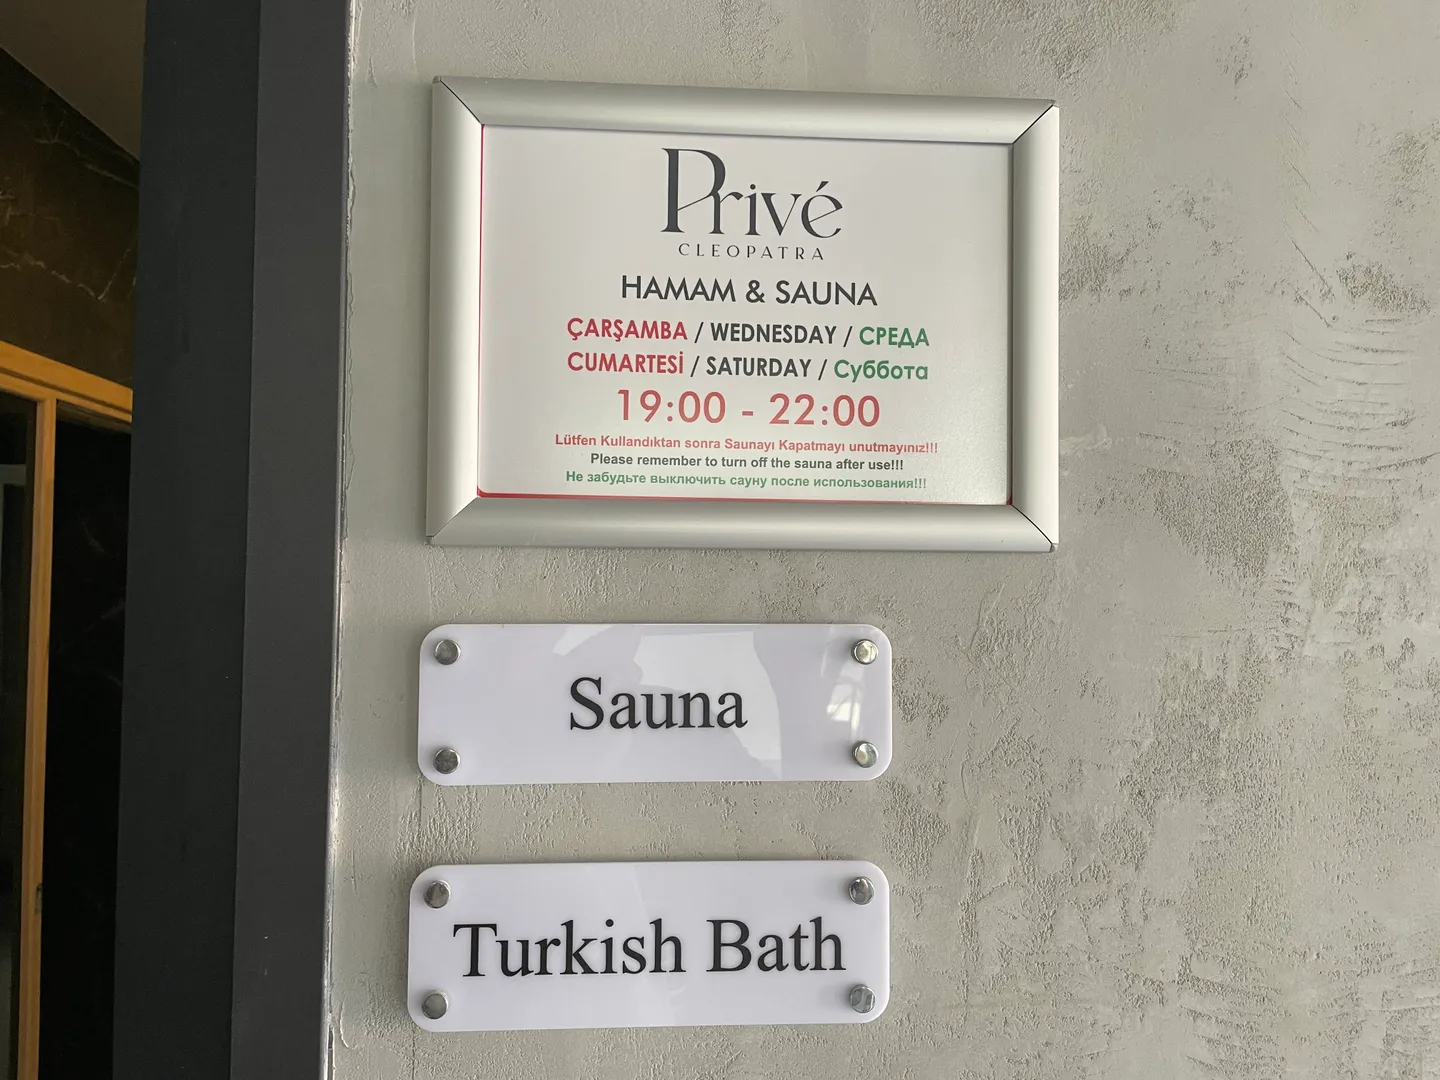 Privé
CLEOPATRA
HAMAM & SAUNA
ÇARŞAMBA / WEDNESDAY / СРЕДА
CUMARTESİ / SATURDAY / Суббота
19:00 - 22:00
Lütfen Kullandıktan sonra Saunayı Kapatmayı unutmayınız!!!
Please remember to turn off the sauna after use!!!
Не забудьте выключить сауну после использования!!!
Sauna
Turkish Bath